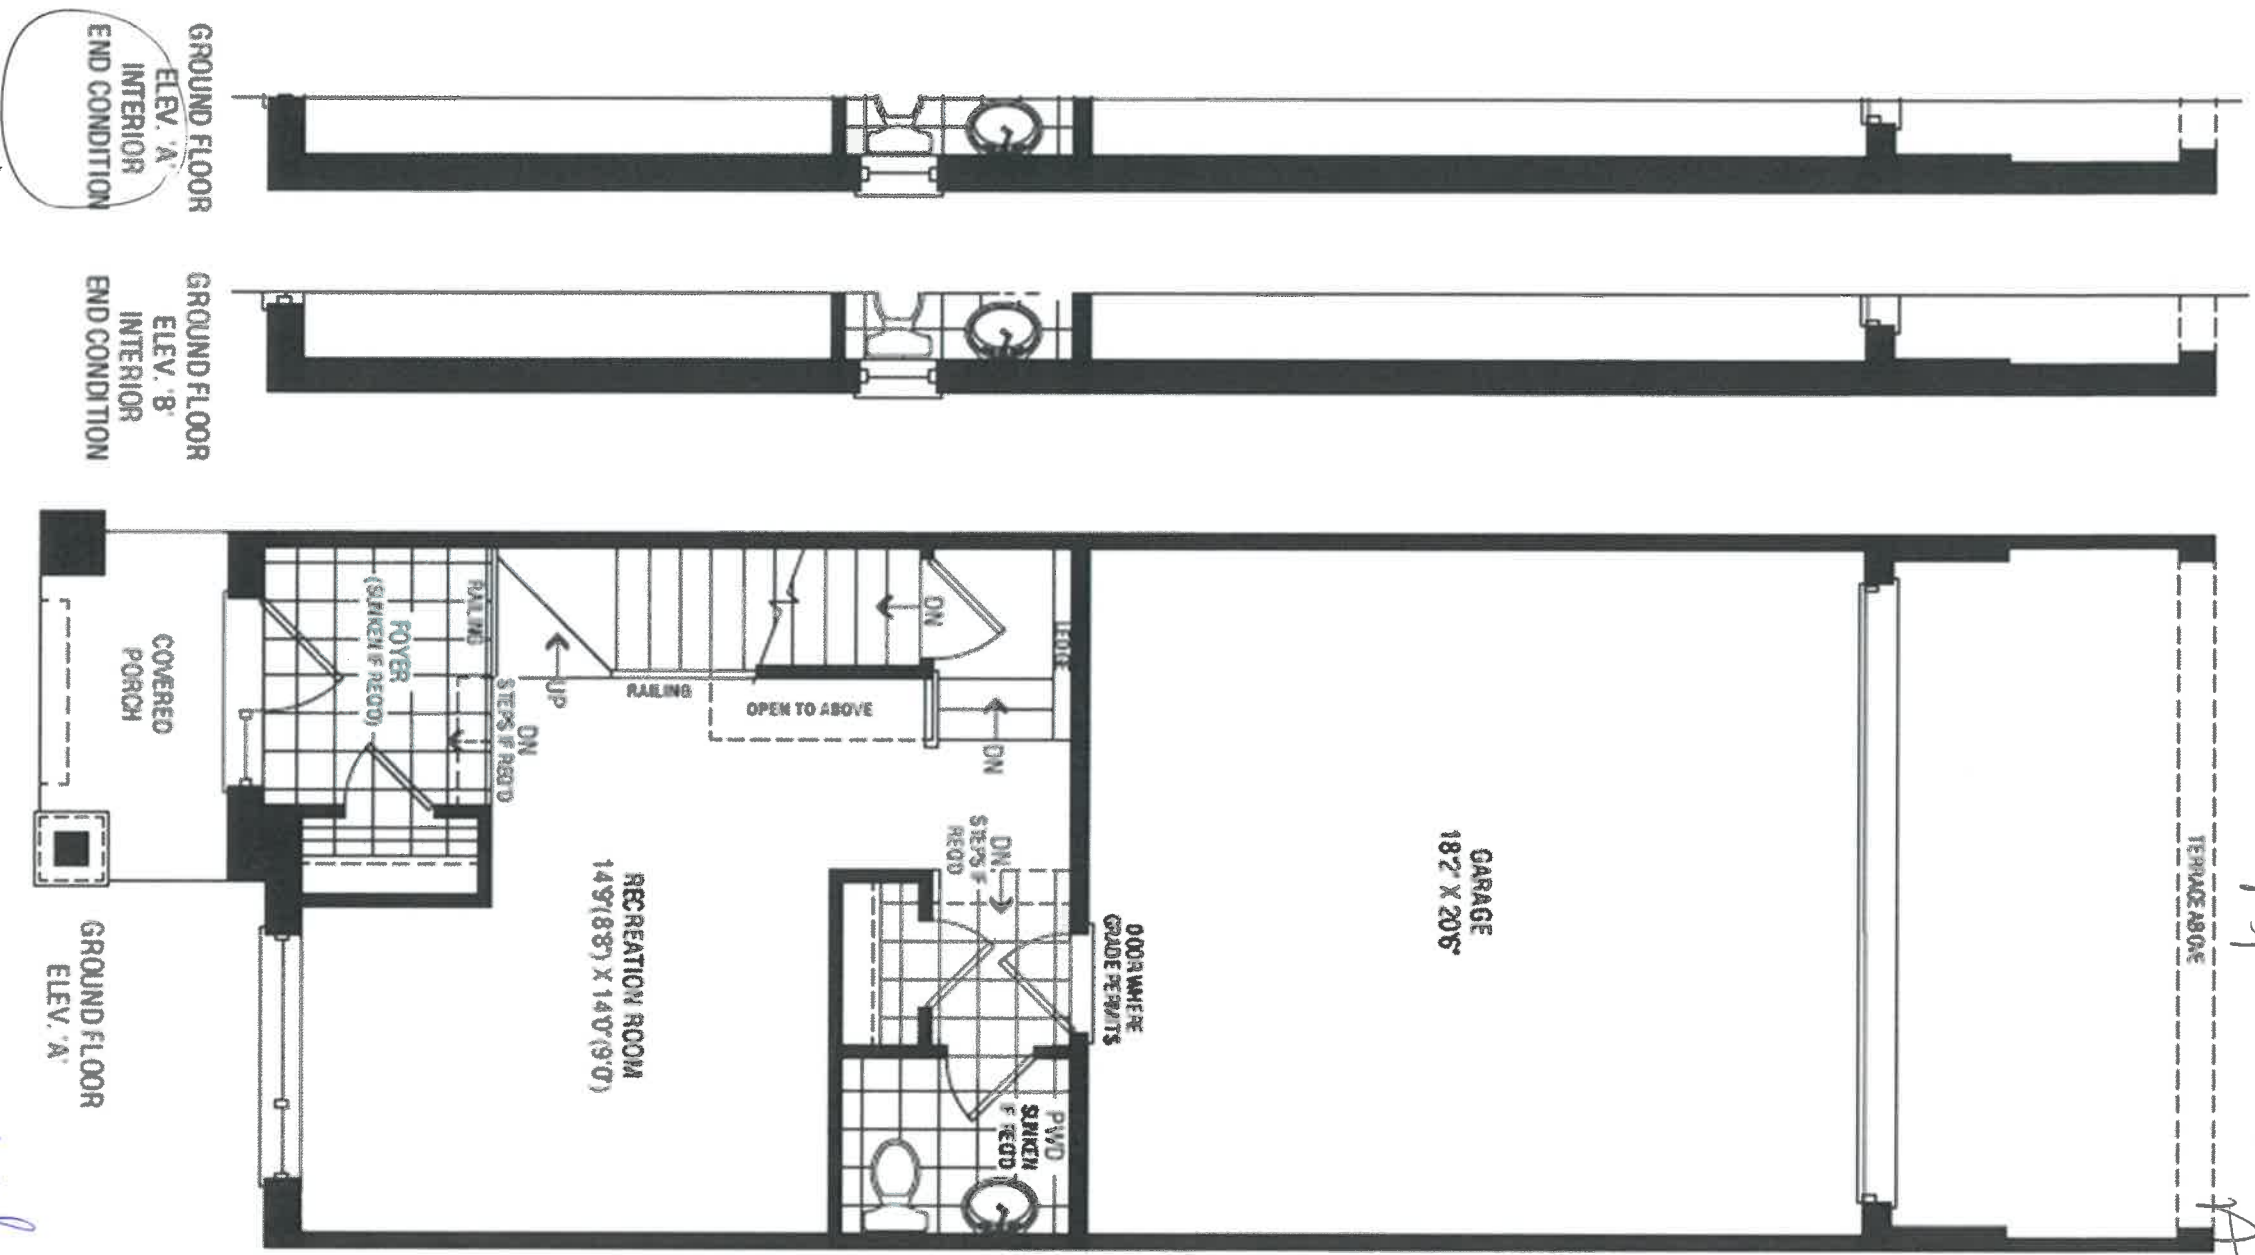 GROUND FLOOR
ELEV. 'A'
INTERIOR
END CONDITION
GROUND FLOOR
ELEV. 'B'
INTERIOR
END CONDITION
COVERED
PORCH
FOYER
(SUNKEN IF REQ'D)
RAILING
DN
STEPS IF REQ'D
UP
RAILING
OPEN TO ABOVE
DN
LEDGE
DN
DN
STEPS IF
REQ'D
RECREATION ROOM
14'9"(8'8") X 14'0"(9'0")
DOOR WHERE
GRADE PERMITS
PWD
SUNKEN
IF REQ'D
GARAGE
18'2" X 20'6"
TERRACE ABOVE
GROUND FLOOR
ELEV. 'A'